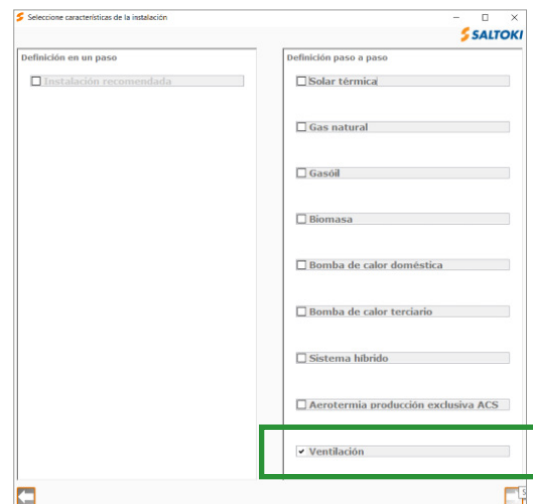 Seleccione características de la instalación
SALTOKI
Definición en un paso
Instalación recomendada
Definición paso a paso
Solar térmica
Gas natural
Gasóil
Biomasa
Bomba de calor doméstica
Bomba de calor terciario
Sistema híbrido
Aerotermia producción exclusiva ACS
Ventilación